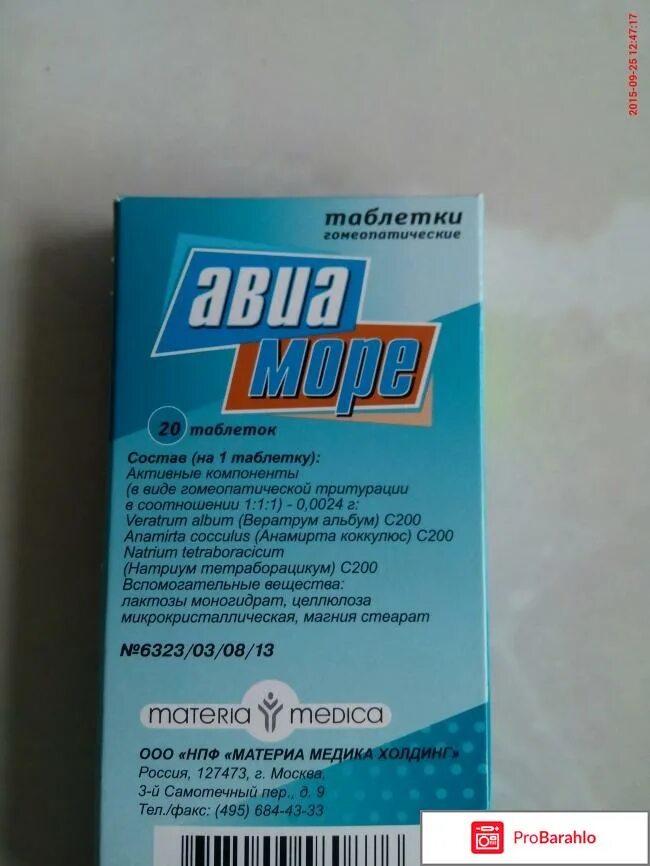 2015-09-25 12:47:17
таблетки
гомеопатические
авиа
море
20 таблеток
Состав (на 1 таблетку):
Активные компоненты
(в виде гомеопатической тритурации
в соотношении 1:1:1) - 0,0024 г:
Veratrum album (Вератрум альбум) С200
Anamirta cocculus (Анамирта коккулюс) С200
Natrium tetraboracicum
(Натриум тетраборацикум) С200
Вспомогательные вещества:
лактозы моногидрат, целлюлоза
микрокристаллическая, магния стеарат
№6323/03/08/13
materia medica
ООО «НПФ «МАТЕРИА МЕДИКА ХОЛДИНГ»
Россия, 127473, г. Москва,
3-й Самотечный пер., д. 9
Тел./факс: (495) 684-43-33
ProBarahlo